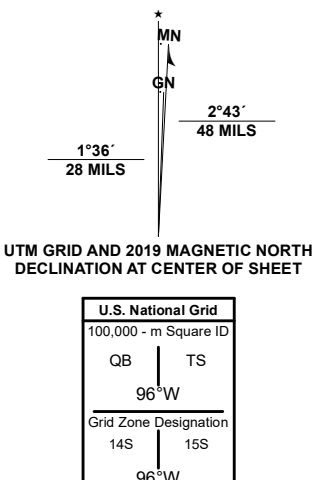 ★
MN
GN
2°43´
48 MILS
1°36´
28 MILS
UTM GRID AND 2019 MAGNETIC NORTH
DECLINATION AT CENTER OF SHEET
U.S. National Grid
100,000 - m Square ID
QB TS
96°W
Grid Zone Designation
14S 15S
96°W